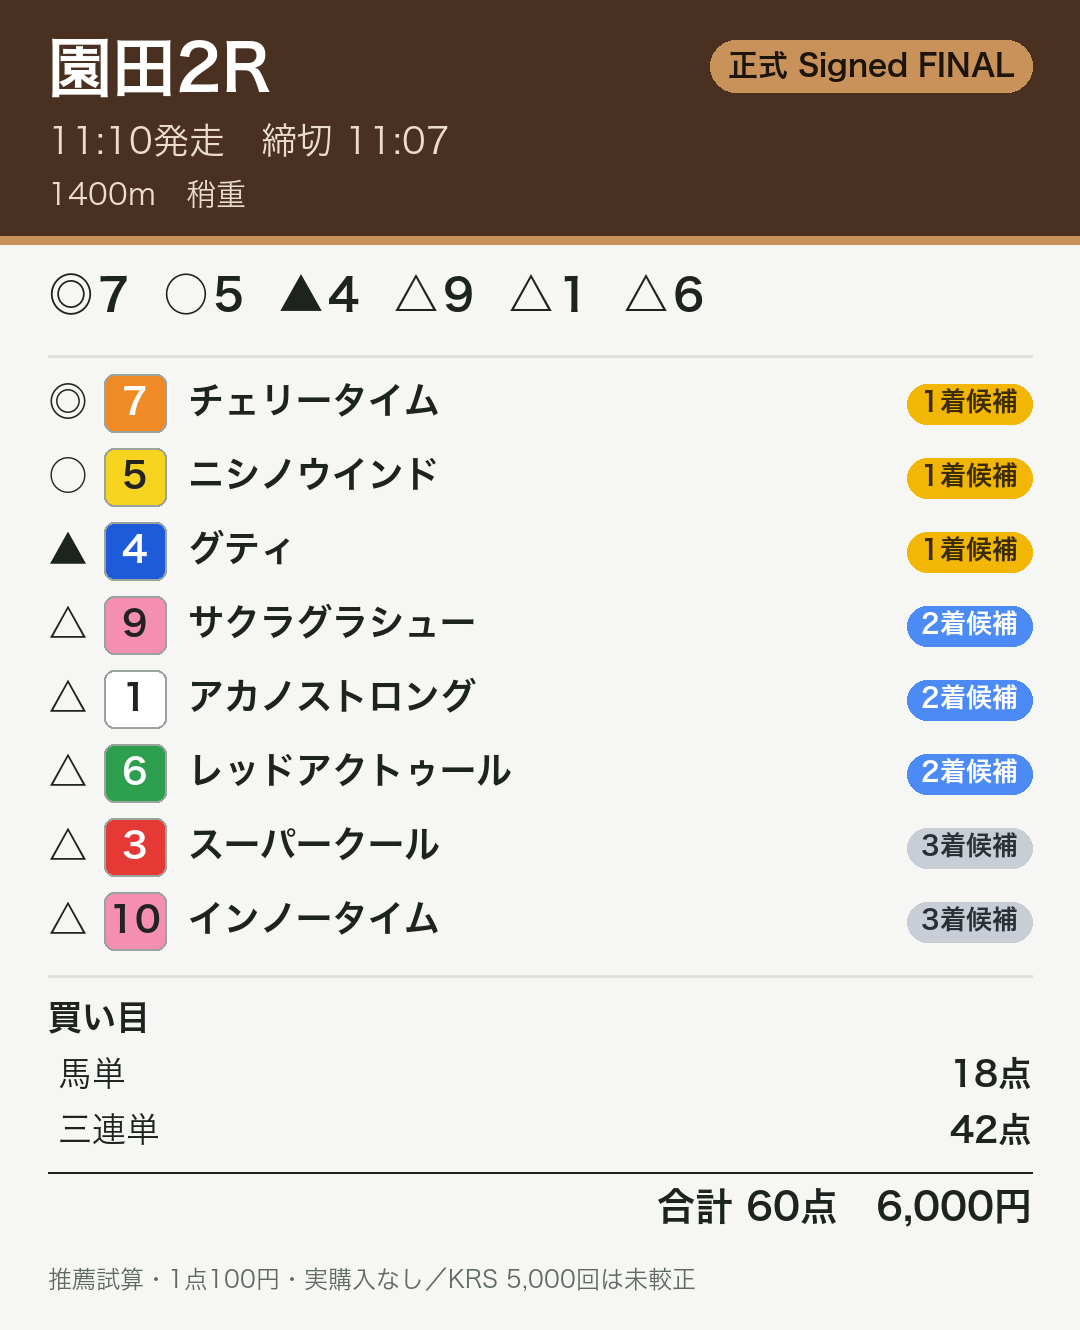 園田2R
正式 Signed FINAL
11:10発走　締切 11:07
1400m　稍重
◎7 ○5 ▲4 △9 △1 △6
◎ 7 チェリータイム 1着候補
○ 5 ニシノウインド 1着候補
▲ 4 グティ 1着候補
△ 9 サクラグラシュー 2着候補
△ 1 アカノストロング 2着候補
△ 6 レッドアクトゥール 2着候補
△ 3 スーパークール 3着候補
△ 10 インノータイム 3着候補
買い目
馬単 18点
三連単 42点
合計 60点　6,000円
推薦試算・1点100円・実購入なし／KRS 5,000回は未較正